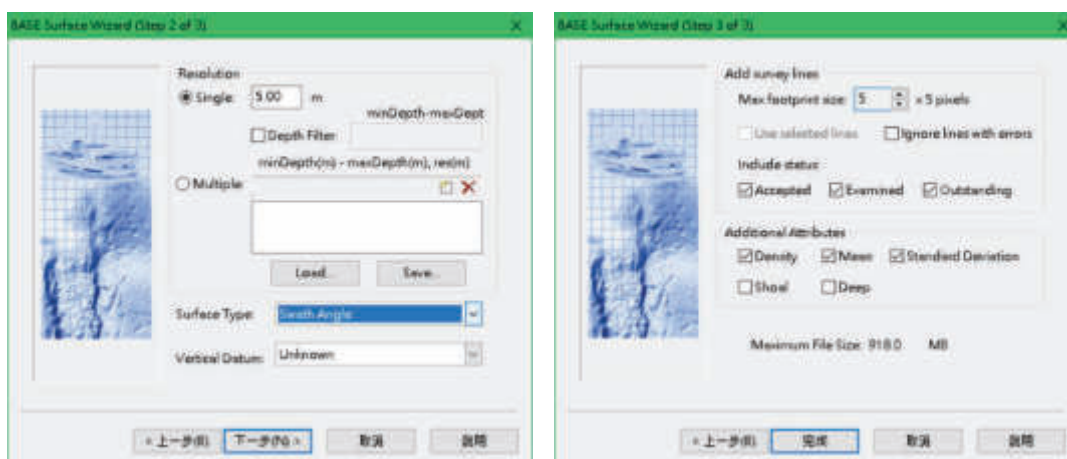 BASE Surface Wizard (Step 2 of 3)
Resolution
Single: 5.00 m
minDepth-maxDept
Depth Filter:
minDepth(m) - maxDepth(m), res(m)
Multiple:
Load... Save...
Surface Type: Swath Angle
Vertical Datum: Unknown
< 上一步(B) 下一步(N) > 取消 說明
BASE Surface Wizard (Step 3 of 3)
Add survey lines
Max footprint size: 5 x 5 pixels
Use selected lines Ignore lines with errors
Include status
Accepted Examined Outstanding
Additional Attributes
Density Mean Standard Deviation
Shoal Deep
Maximum File Size: 918.0 MB
< 上一步(B) 完成 取消 說明